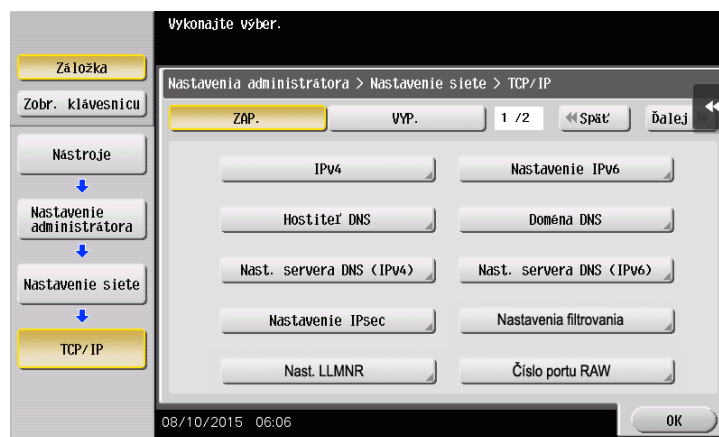 Vykonajte výber.
Záložka
Zobr. klávesnicu
Nástroje
Nastavenie
administrátora
Nastavenie siete
TCP/IP
Nastavenia administrátora > Nastavenie siete > TCP/IP
ZAP. VYP. 1 /2 Späť Ďalej
IPv4 Nastavenie IPv6
Hostiteľ DNS Doména DNS
Nast. servera DNS (IPv4) Nast. servera DNS (IPv6)
Nastavenie IPsec Nastavenia filtrovania
Nast. LLMNR Číslo portu RAW
08/10/2015 06:06 OK